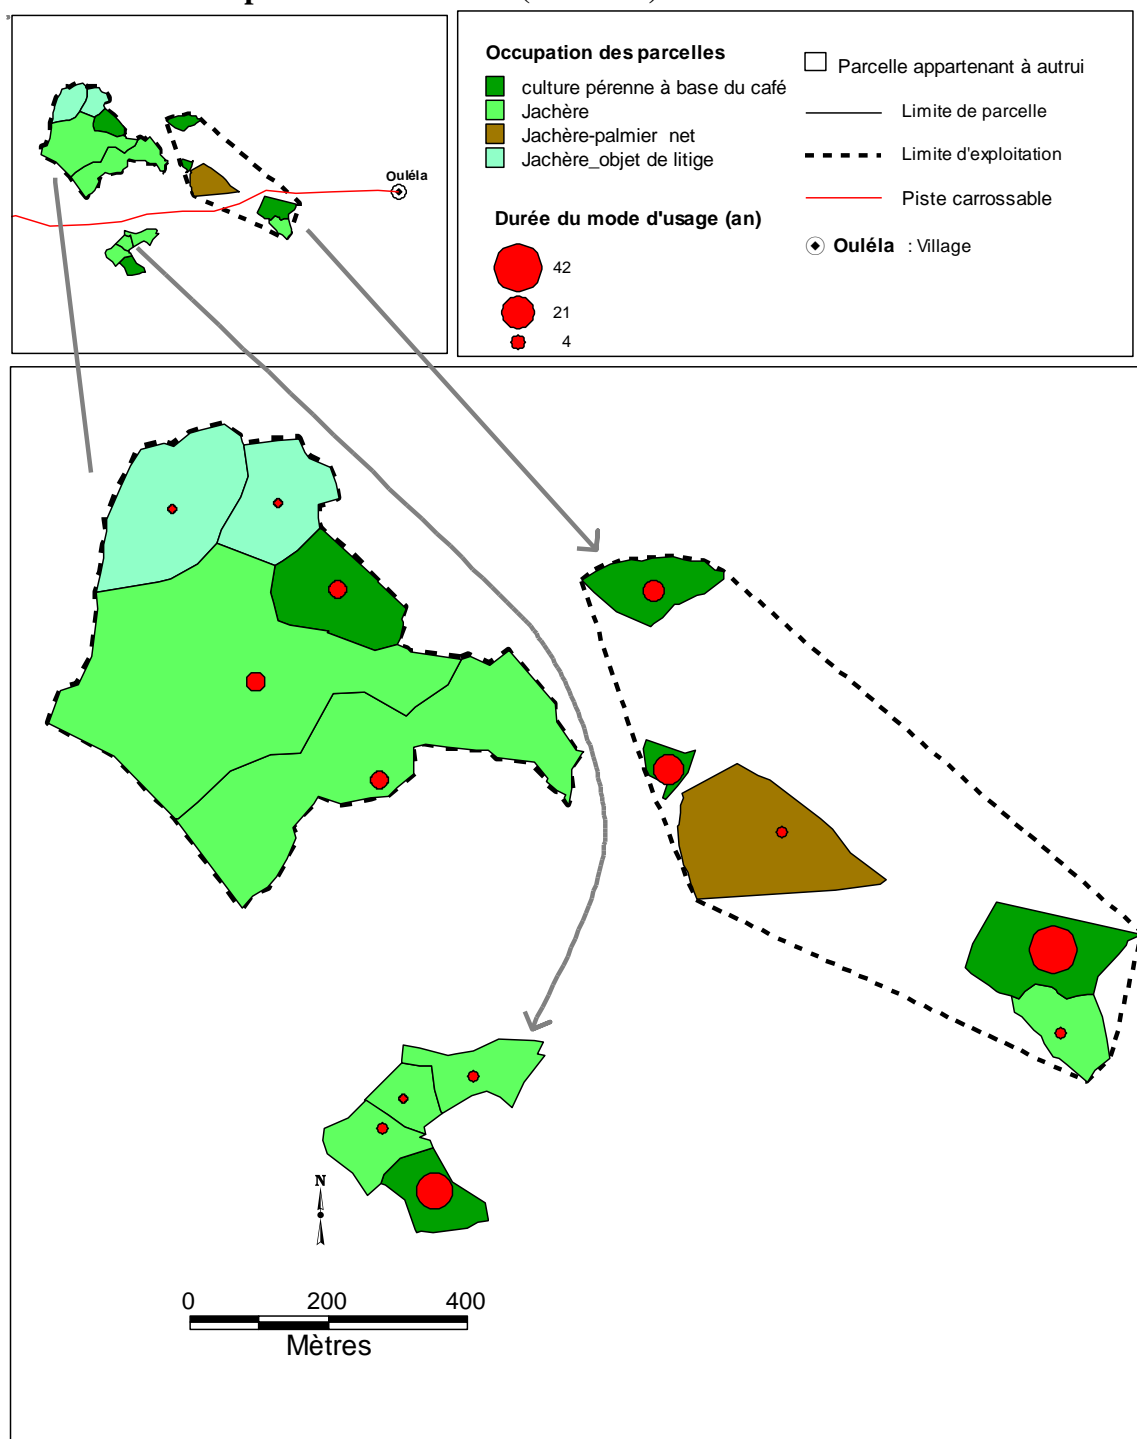 Ouléla
Occupation des parcelles
culture pérenne à base du café
Jachère
Jachère-palmier net
Jachère_objet de litige
Durée du mode d'usage (an)
42
21
4
Parcelle appartenant à autrui
Limite de parcelle
Limite d'exploitation
Piste carrossable
Ouléla : Village
N
0 200 400
Mètres